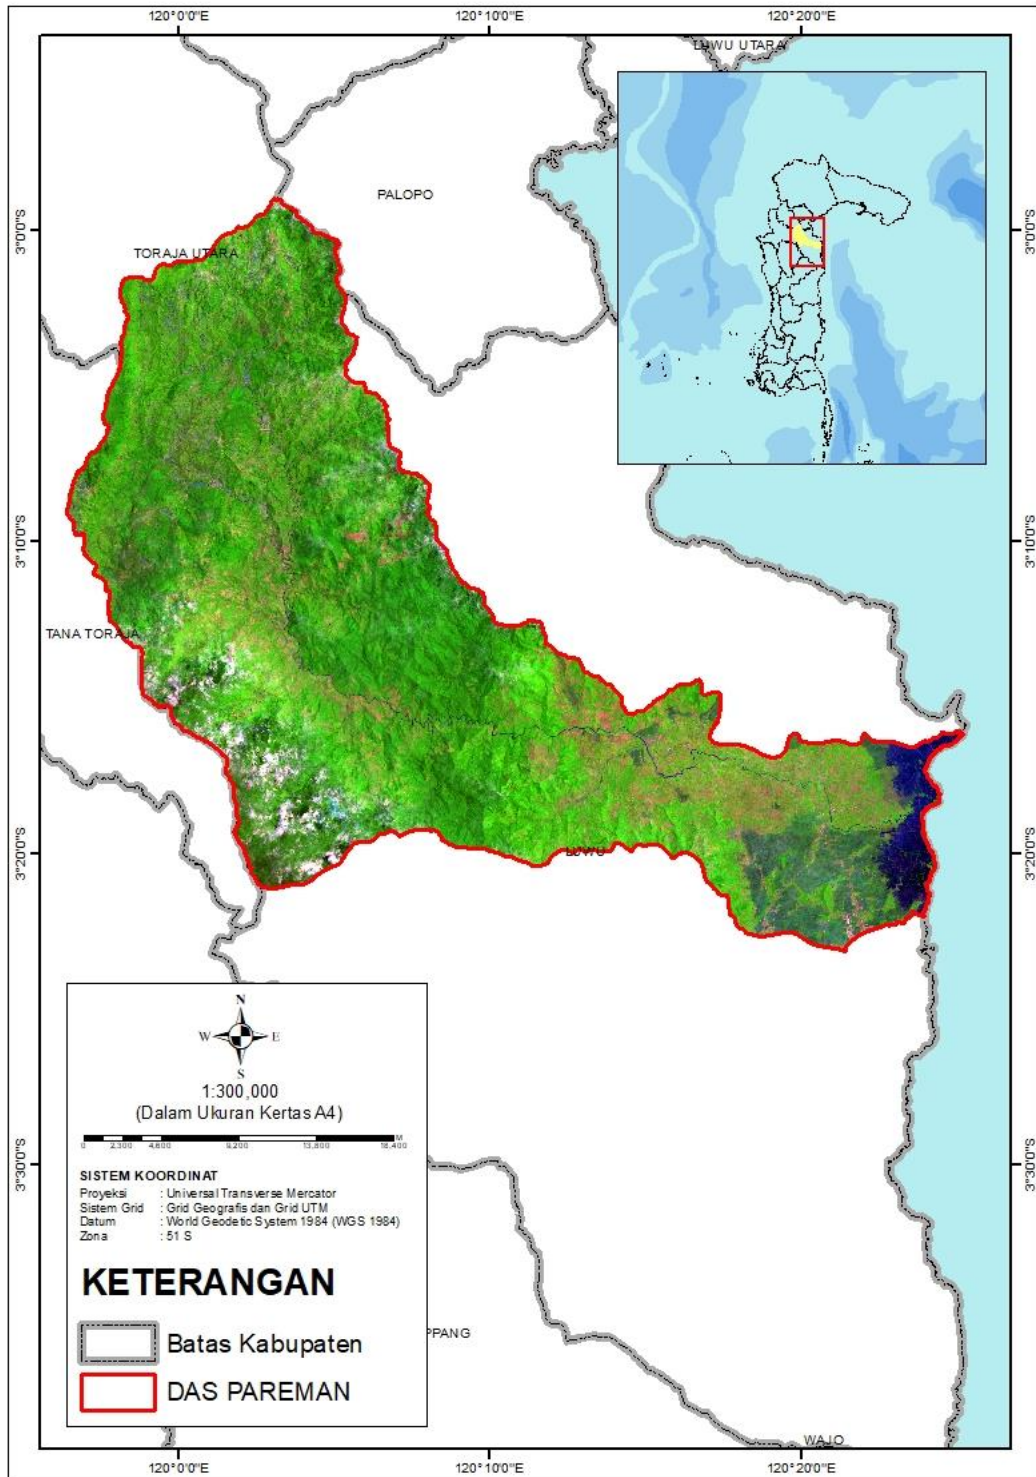 120°0'0"E 120°10'0"E 120°20'0"E
LUWU UTARA
PALOPO
3°0'0"S 3°0'0"S
TORAJA UTARA
3°10'0"S 3°10'0"S
TANA TORAJA
3°20'0"S 3°20'0"S
LUWU
N
W E
S
1:300,000
(Dalam Ukuran Kertas A4)
M
0 2,300 4,600 9,200 13,800 18,400
3°30'0"S 3°30'0"S
SISTEM KOORDINAT
Proyeksi : Universal Transverse Mercator
Sistem Grid : Grid Geografis dan Grid UTM
Datum : World Geodetic System 1984 (WGS 1984)
Zona : 51 S
KETERANGAN
PPANG
Batas Kabupaten
DAS PAREMAN
WAJO
120°0'0"E 120°10'0"E 120°20'0"E